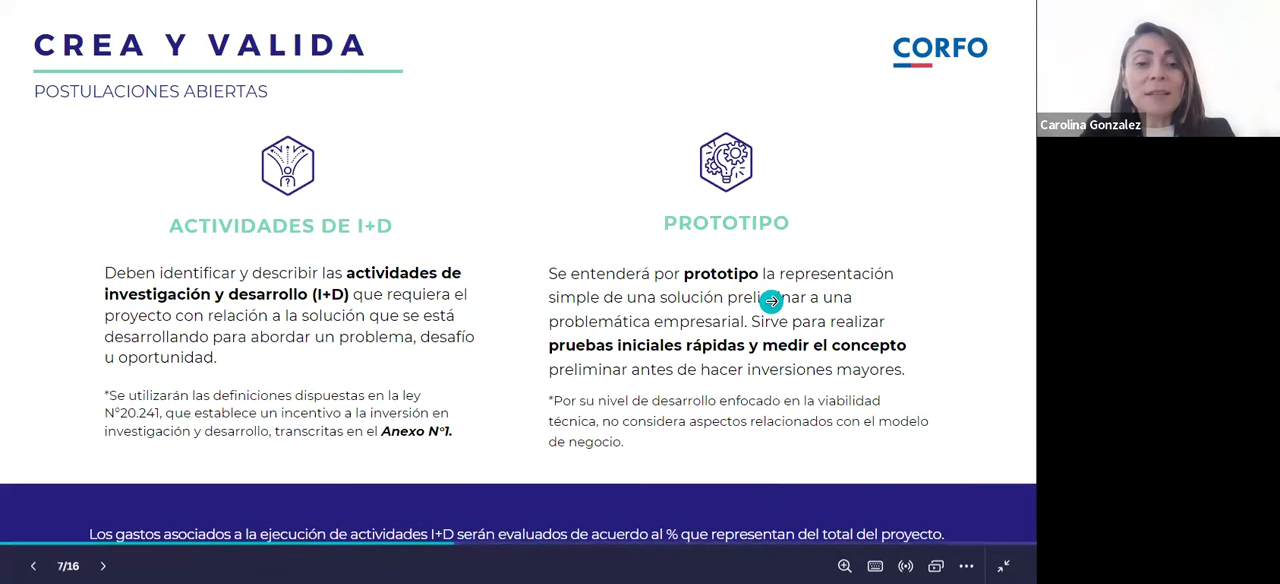 CREA Y VALIDA
POSTULACIONES ABIERTAS
CORFO
Carolina Gonzalez
ACTIVIDADES DE I+D
Deben identificar y describir las actividades de
investigación y desarrollo (I+D) que requiera el
proyecto con relación a la solución que se está
desarrollando para abordar un problema, desafío
u oportunidad.
*Se utilizarán las definiciones dispuestas en la ley
N°20.241, que establece un incentivo a la inversión en
investigación y desarrollo, transcritas en el Anexo N°1.
PROTOTIPO
Se entenderá por prototipo la representación
simple de una solución preliminar a una
problemática empresarial. Sirve para realizar
pruebas iniciales rápidas y medir el concepto
preliminar antes de hacer inversiones mayores.
*Por su nivel de desarrollo enfocado en la viabilidad
técnica, no considera aspectos relacionados con el modelo
de negocio.
Los gastos asociados a la ejecución de actividades I+D serán evaluados de acuerdo al % que representan del total del proyecto.
7/16